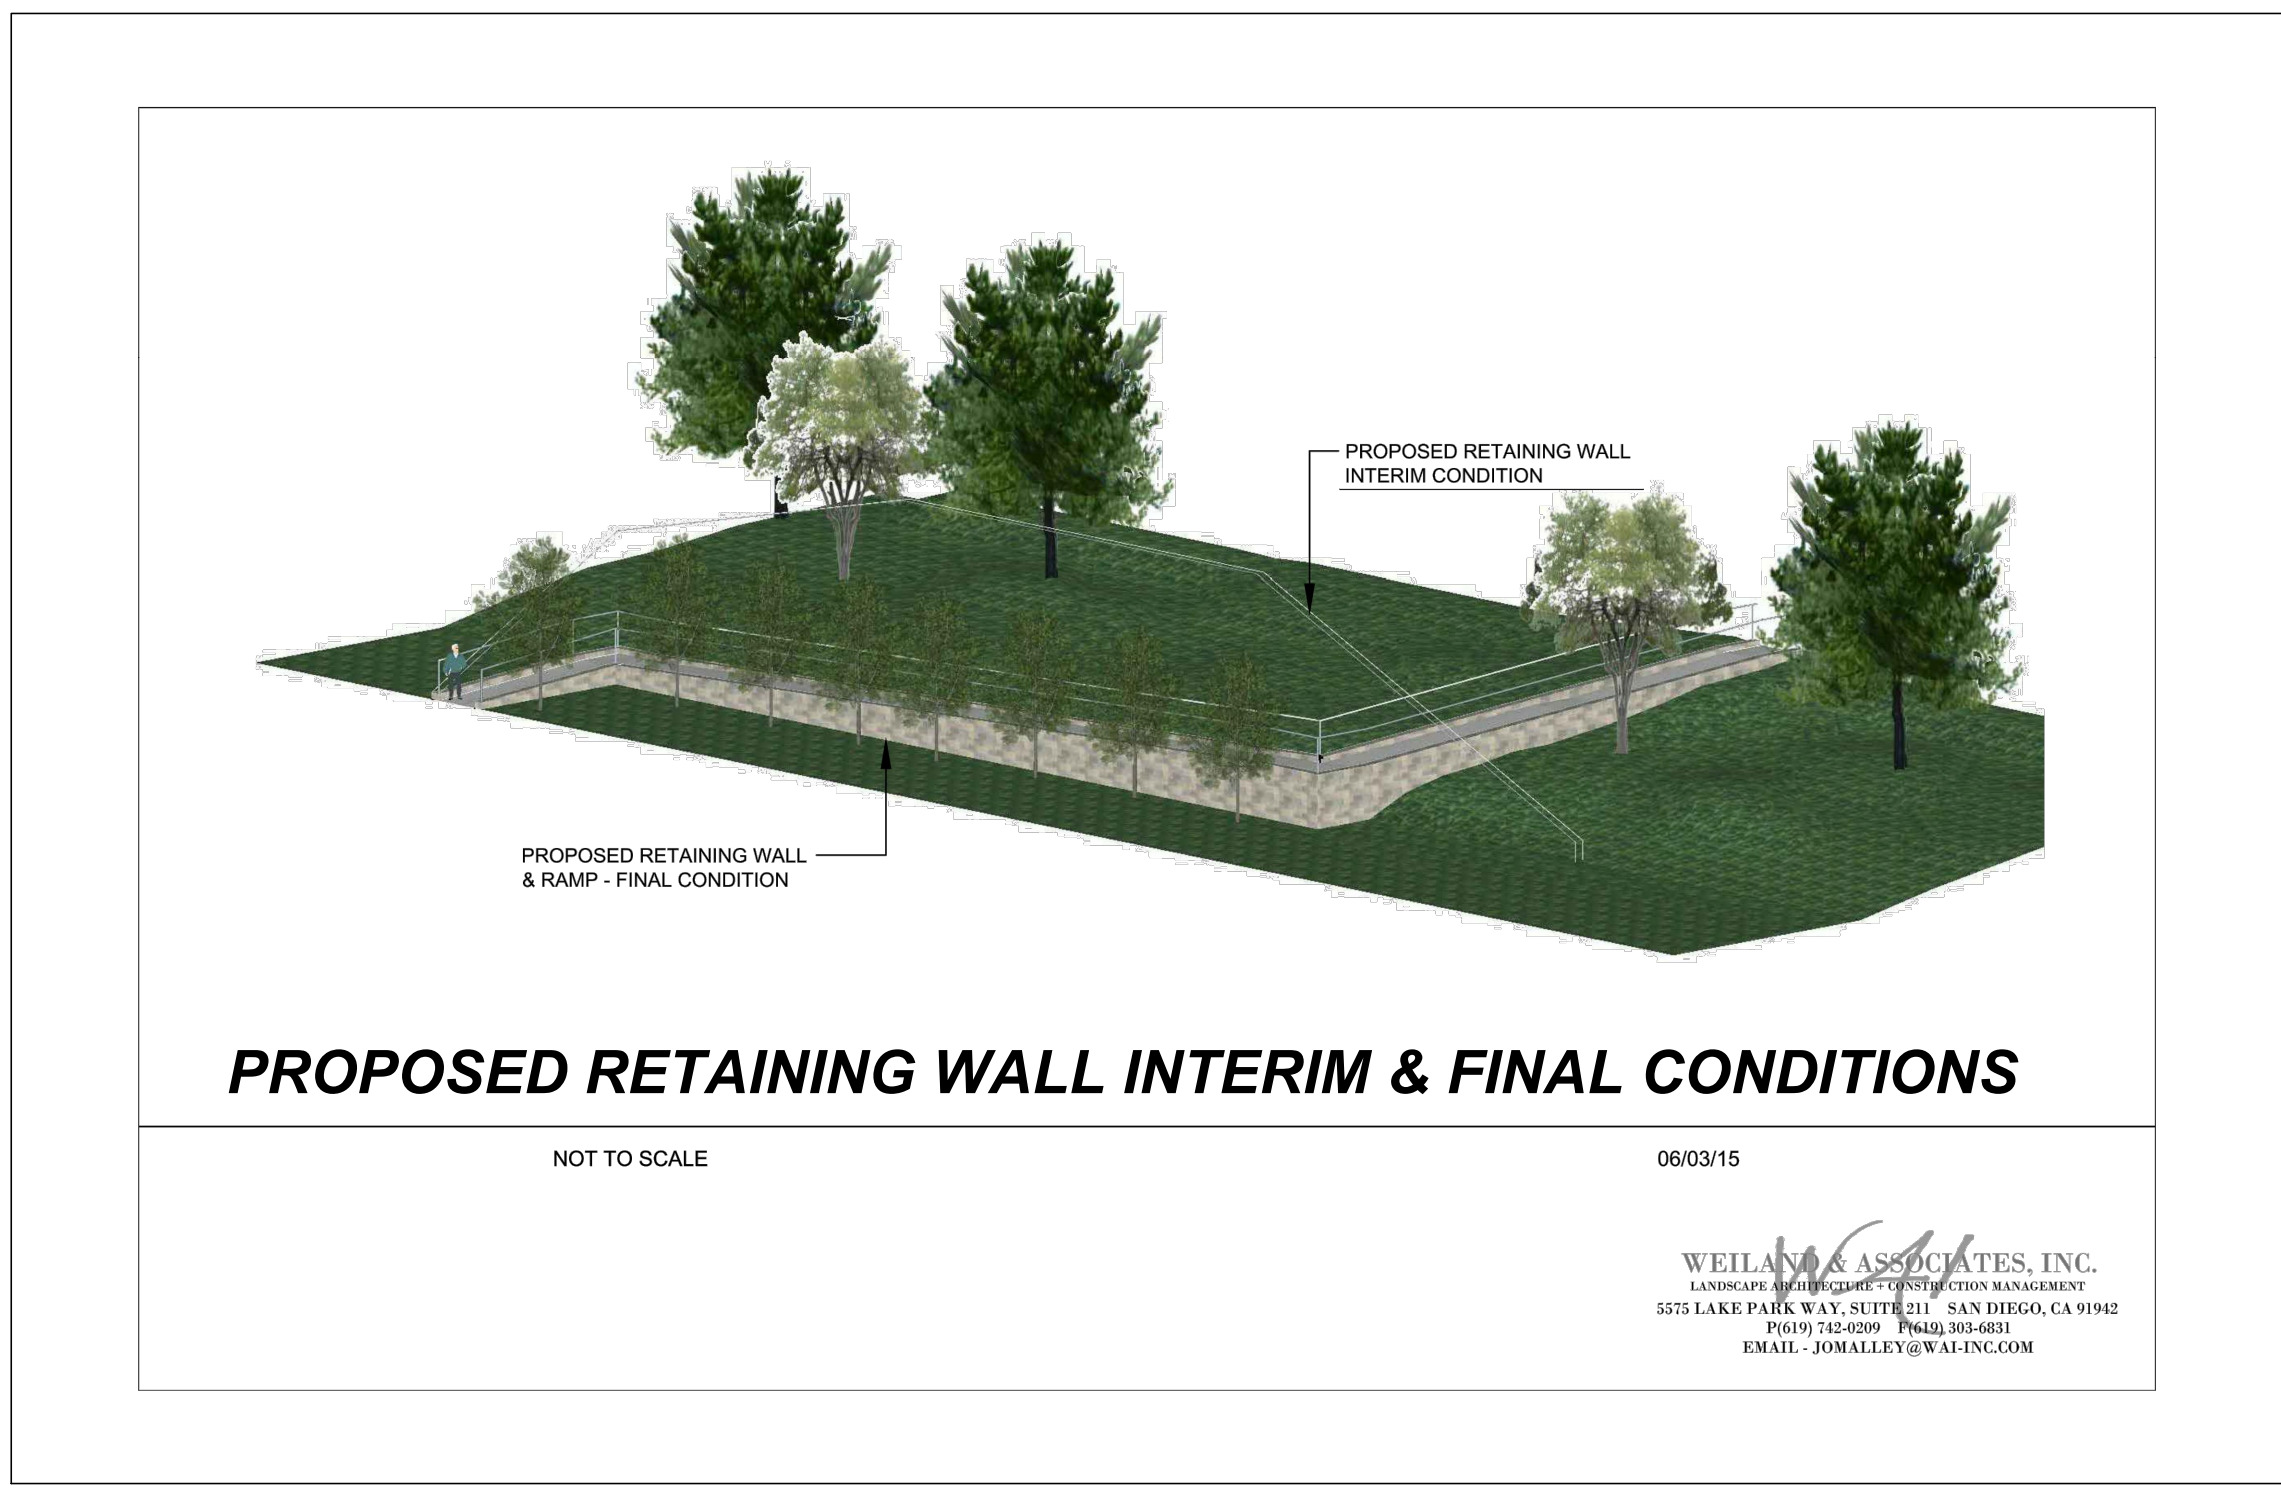 PROPOSED RETAINING WALL
INTERIM CONDITION
PROPOSED RETAINING WALL
& RAMP - FINAL CONDITION
PROPOSED RETAINING WALL INTERIM & FINAL CONDITIONS
NOT TO SCALE
06/03/15
WAI
WEILAND & ASSOCIATES, INC.
LANDSCAPE ARCHITECTURE + CONSTRUCTION MANAGEMENT
5575 LAKE PARK WAY, SUITE 211 SAN DIEGO, CA 91942
P(619) 742-0209 F(619) 303-6831
EMAIL - JOMALLEY@WAI-INC.COM